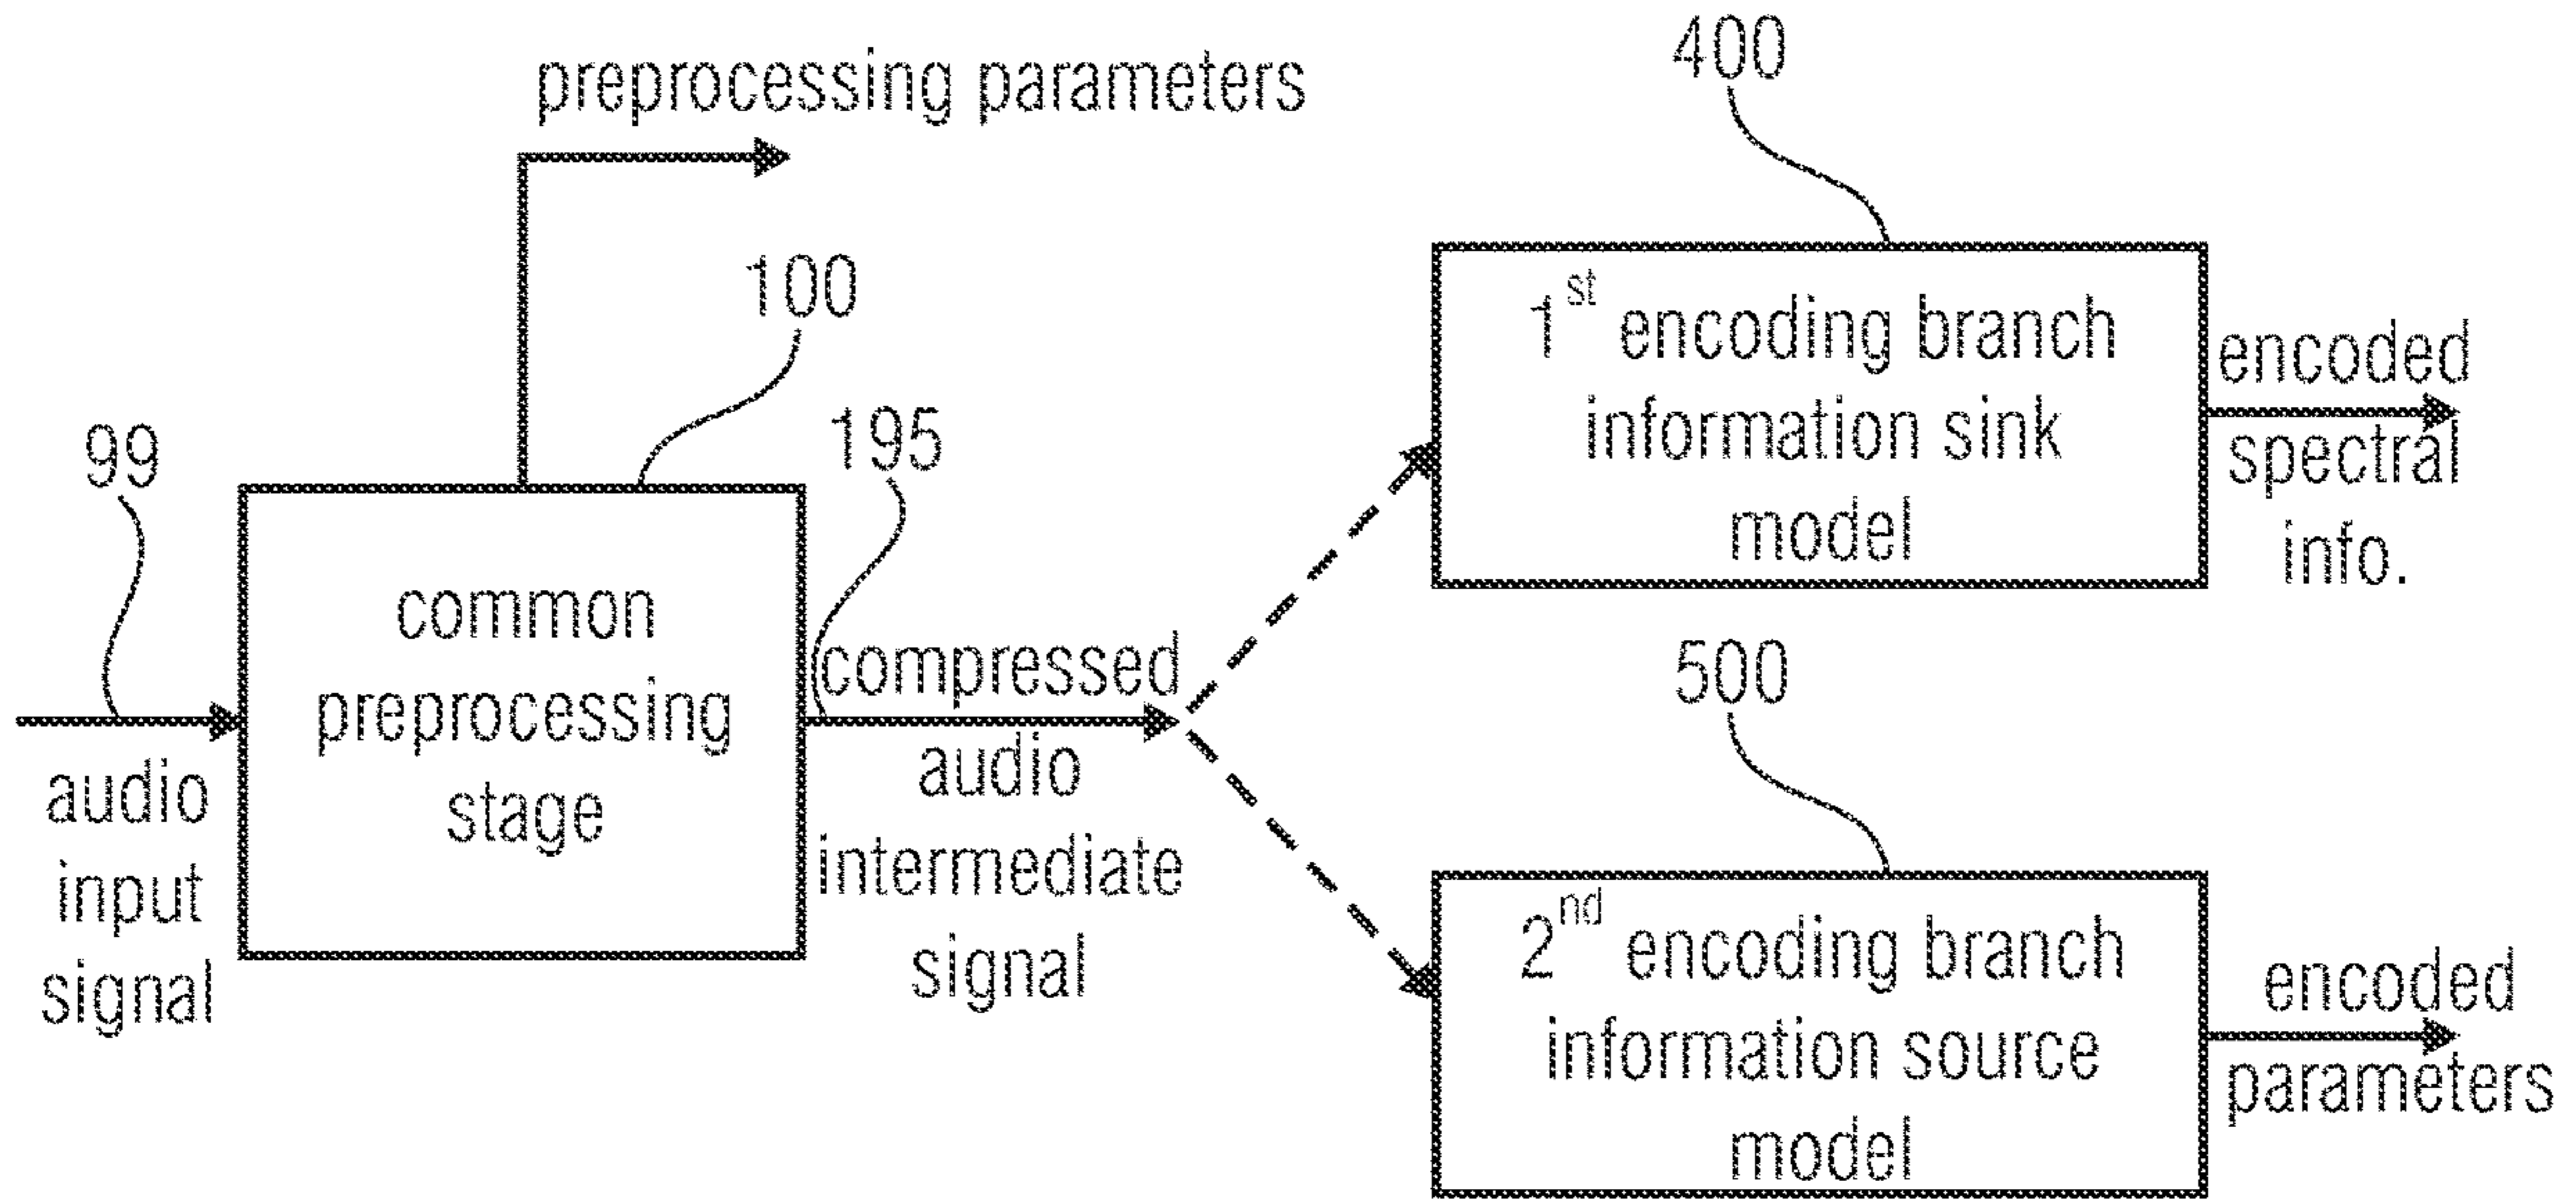 preprocessing parameters
400
100
1st encoding branch
information sink
model
encoded
spectral
info.
195
99
common
preprocessing
stage
audio
input
signal
compressed
audio
intermediate
signal
500
2nd encoding branch
information source
model
encoded
parameters